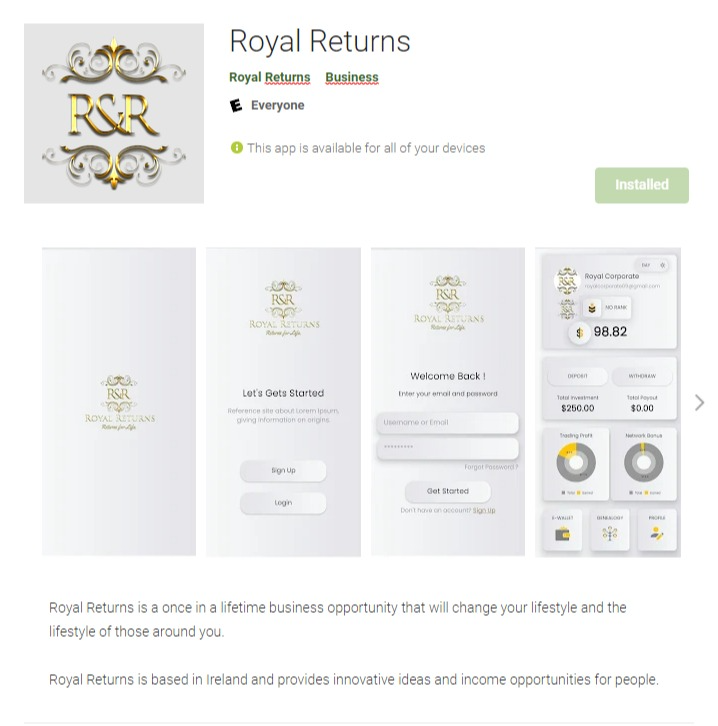 Royal Returns
Royal Returns Business
Everyone
This app is available for all of your devices
Installed
R&R
R&R
ROYAL RETURNS
Returns for Life
R&R
ROYAL RETURNS
Returns for Life
Let's Gets Started
Reference site about Lorem Ipsum,
giving information on origins.
Sign Up
Login
R&R
ROYAL RETURNS
Returns for Life
Welcome Back !
Enter your email and password
Username or Email
Forgot Password?
Get Started
Don't have an account? Sign Up
DAY
Royal Corporate
R&R
NO RANK
$ 98.82
DEPOSIT WITHDRAW
Total Investment Total Payout
$250.00 $0.00
Trading Profit Network Bonus
Total Earned Total Earned
E-WALLET GENEALOGY PROFILE
Royal Returns is a once in a lifetime business opportunity that will change your lifestyle and the
lifestyle of those around you.
Royal Returns is based in Ireland and provides innovative ideas and income opportunities for people.